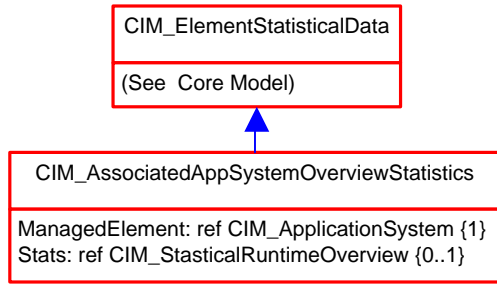 CIM_ElementStatisticalData
(See Core Model)
CIM_AssociatedAppSystemOverviewStatistics
ManagedElement: ref CIM_ApplicationSystem {1}
Stats: ref CIM_StasticalRuntimeOverview {0..1}